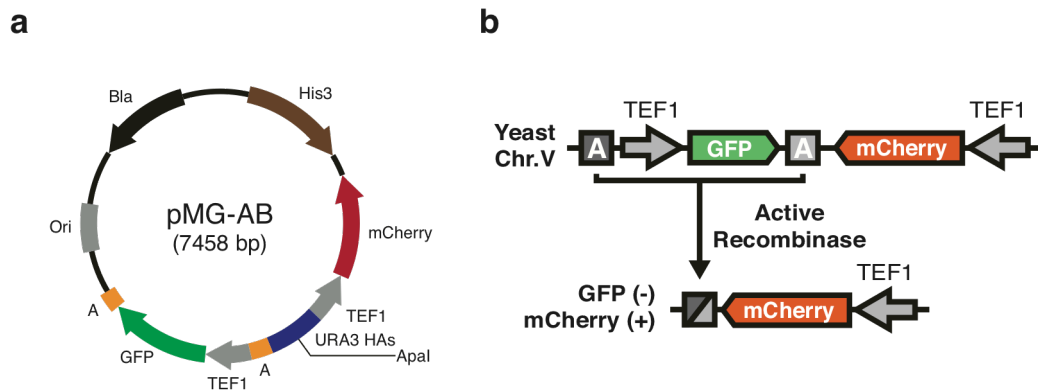 a
Bla
His3
Ori
pMG-AB
(7458 bp)
mCherry
A
GFP
TEF1
A
TEF1
URA3 HAs
ApaI
b
TEF1
TEF1
Yeast
Chr.V
A
GFP
A
mCherry
Active
Recombinase
TEF1
GFP (-)
mCherry (+)
mCherry